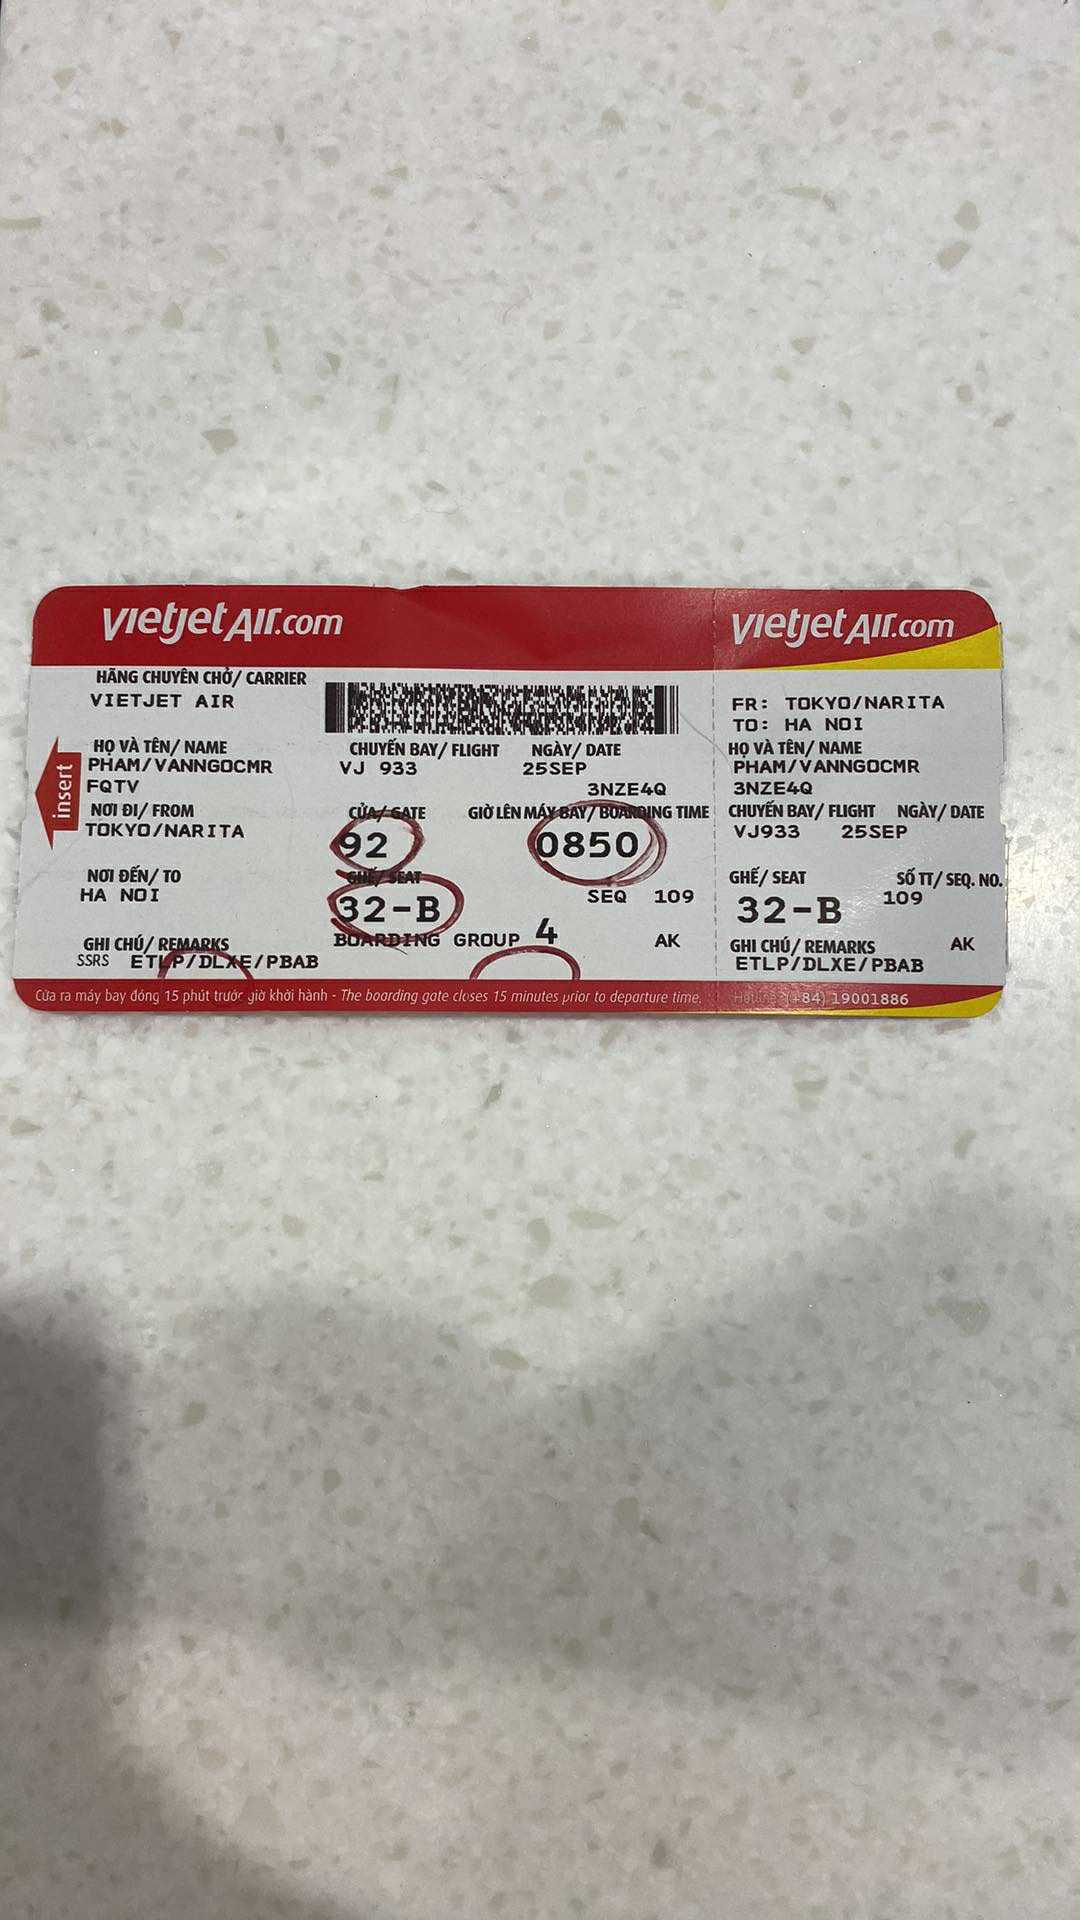 vietjetAir.com
HÃNG CHUYÊN CHỞ/ CARRIER
VIETJET AIR
HỌ VÀ TÊN/ NAME
PHAM/VANNGOCMR
FQTV
CHUYẾN BAY/ FLIGHT NGÀY/ DATE
VJ 933 25SEP
3NZE4Q
insert
NƠI ĐI/ FROM
TOKYO/NARITA
CỬA/ GATE GIỜ LÊN MÁY BAY/ BOARDING TIME
92 0850
NƠI ĐẾN/ TO
HA NOI
GHẾ/ SEAT
32-B SEQ 109
BOARDING GROUP 4 AK
GHI CHÚ/ REMARKS
SSRS ETLP/DLXE/PBAB
Cửa ra máy bay đóng 15 phút trước giờ khởi hành - The boarding gate closes 15 minutes prior to departure time.
vietjetAir.com
FR: TOKYO/NARITA
TO: HA NOI
HỌ VÀ TÊN/ NAME
PHAM/VANNGOCMR
3NZE4Q
CHUYẾN BAY/ FLIGHT NGÀY/ DATE
VJ933 25SEP
GHẾ/ SEAT SỐ TT/ SEQ. NO.
32-B 109
GHI CHÚ/ REMARKS AK
ETLP/DLXE/PBAB
Hotline: (+84) 19001886